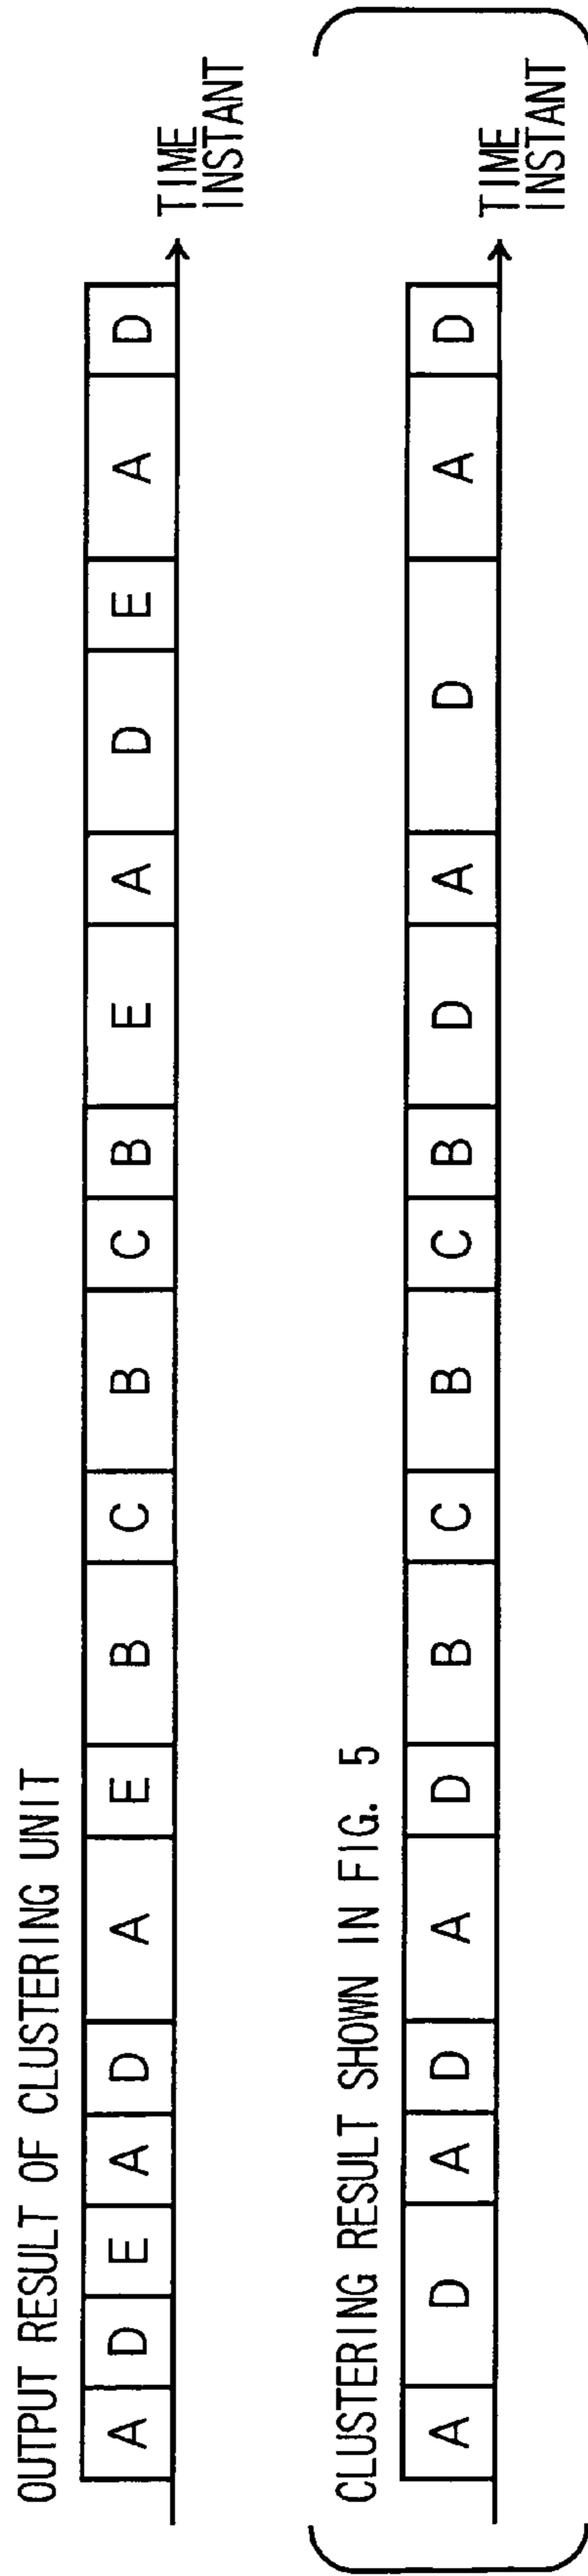 OUTPUT RESULT OF CLUSTERING UNIT
A D E A D A E B C B C B E A D E A D
TIME
INSTANT
CLUSTERING RESULT SHOWN IN FIG. 5
A D A D A D B C B C B D A D A D
TIME
INSTANT